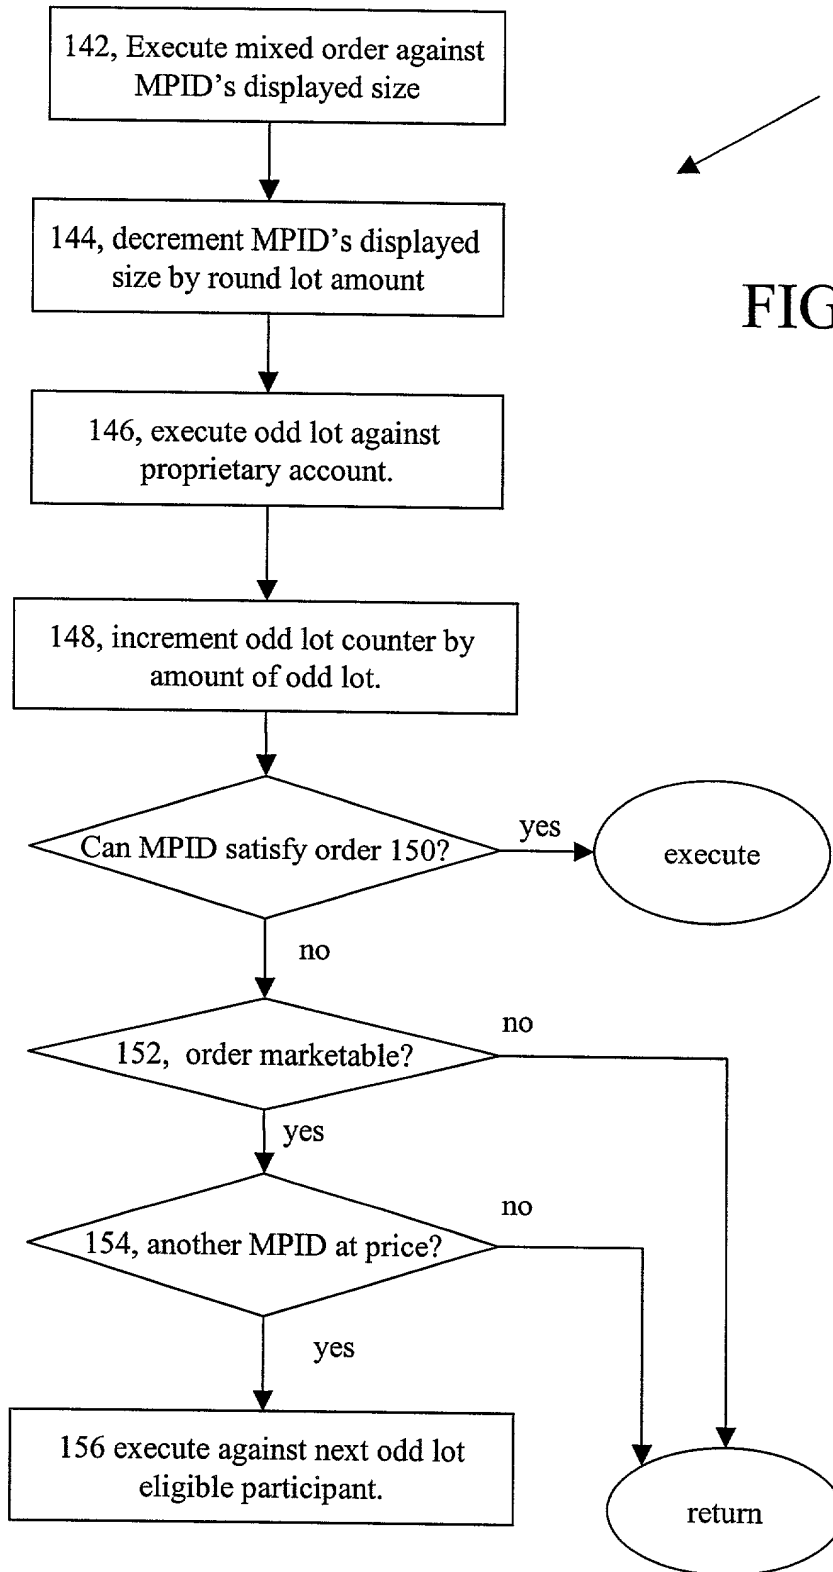 142, Execute mixed order against
MPID's displayed size
144, decrement MPID's displayed
size by round lot amount
FIG
146, execute odd lot against
proprietary account.
148, increment odd lot counter by
amount of odd lot.
Can MPID satisfy order 150?
yes
execute
no
152, order marketable?
no
yes
154, another MPID at price?
no
yes
156 execute against next odd lot
eligible participant.
return